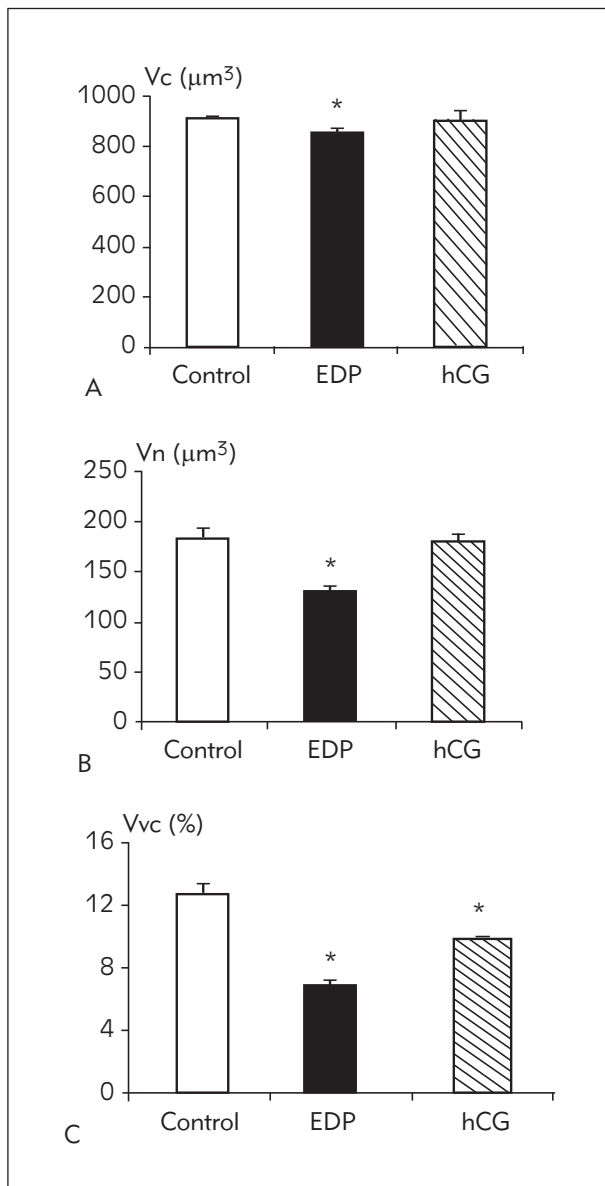 Vc (μm³)
1000
800
600
400
200
0
*
Control EDP hCG
A
Vn (μm³)
250
200
150
100
50
0
*
Control EDP hCG
B
Vvc (%)
16
12
8
4
0
*
*
Control EDP hCG
C